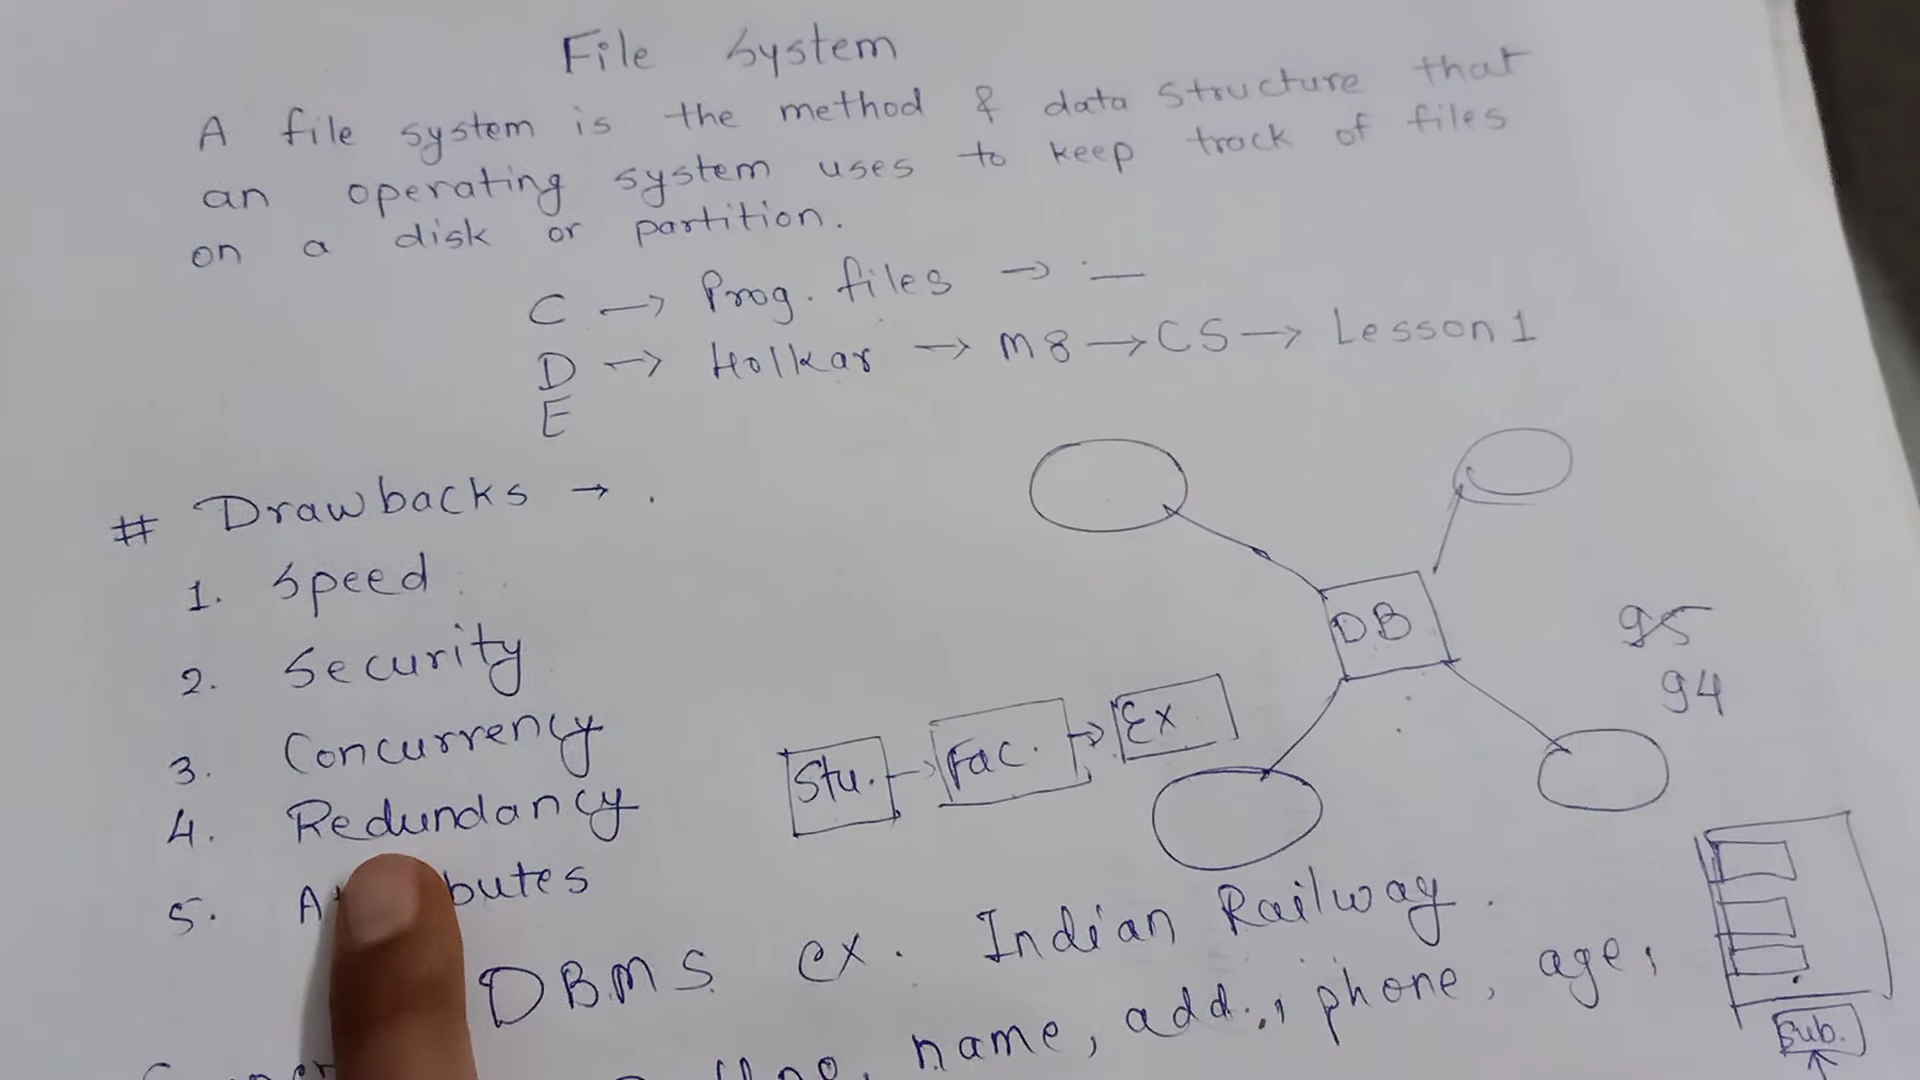 File System
A file system is the method & data structure that
an operating system uses to keep track of files
on a disk or partition.
C → Prog. files → :—
D → Holkar → M8 → CS → Lesson 1
E
# Drawbacks → .
1. Speed
2. Security
3. Concurrency
4. Redundancy
5.
DB
95
94
Stu. → Fac. → Ex.
DBMS ex. Indian Railway.
name, add., phone, age,
Sub.